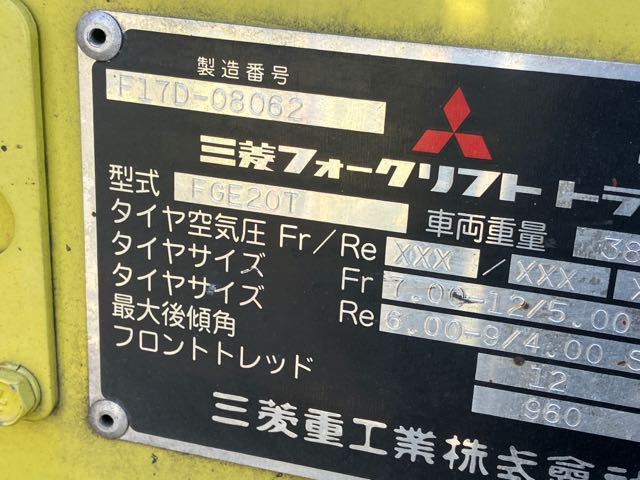 製造番号
F17D-08062
三菱フォークリフト トラ
型式 FGE20T 車両重量 38
タイヤ空気圧 Fr／Re XXX / XXX
タイヤサイズ Fr 7.00-12/5.00
タイヤサイズ Re 6.00-9/4.00 S
最大後傾角 12
フロントトレッド 960
三菱重工業株式會社